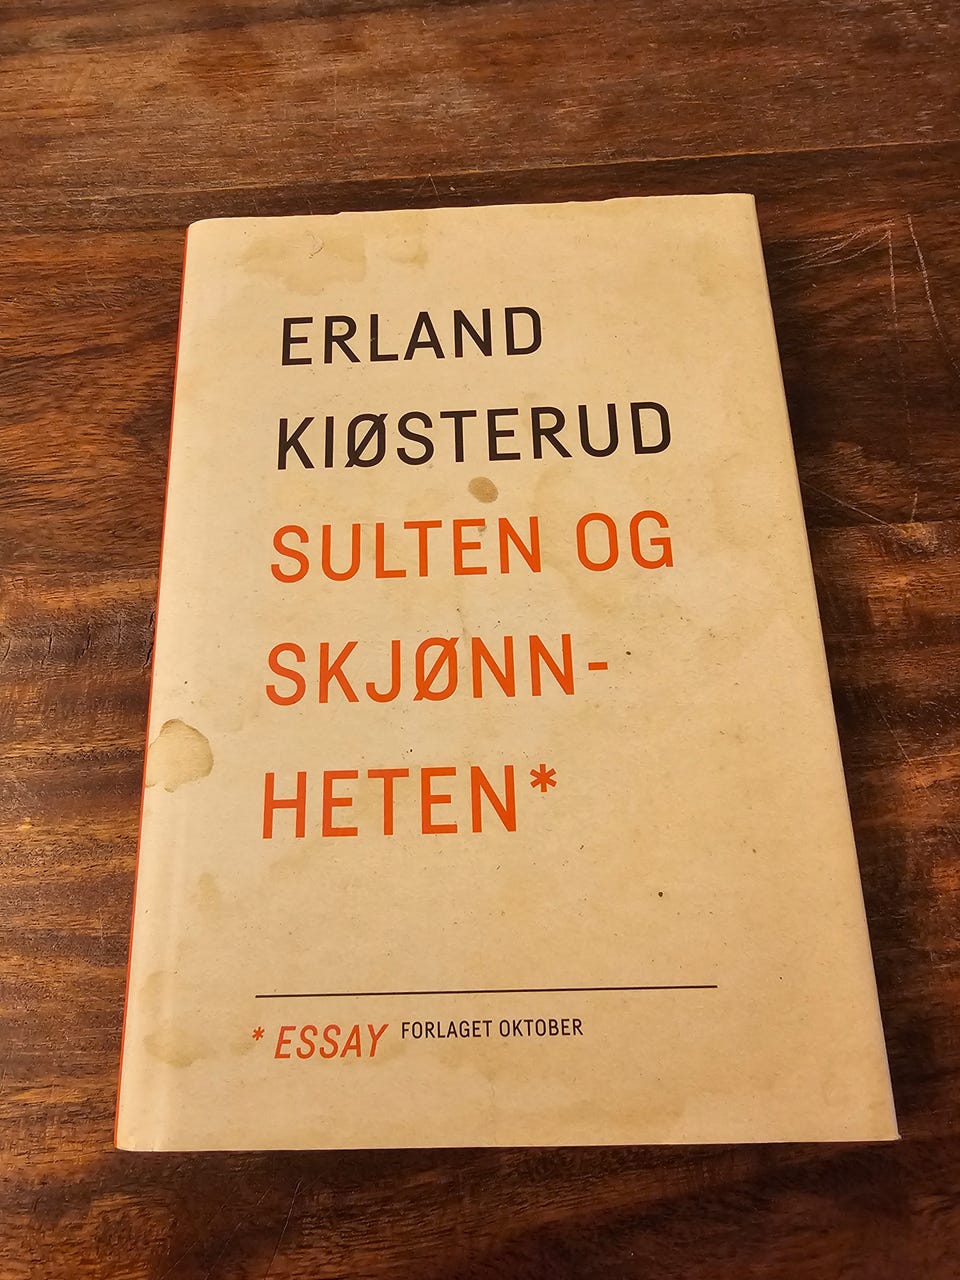 ERLAND
KIØSTERUD
SULTEN OG
SKJØNN-
HETEN*
* ESSAY FORLAGET OKTOBER